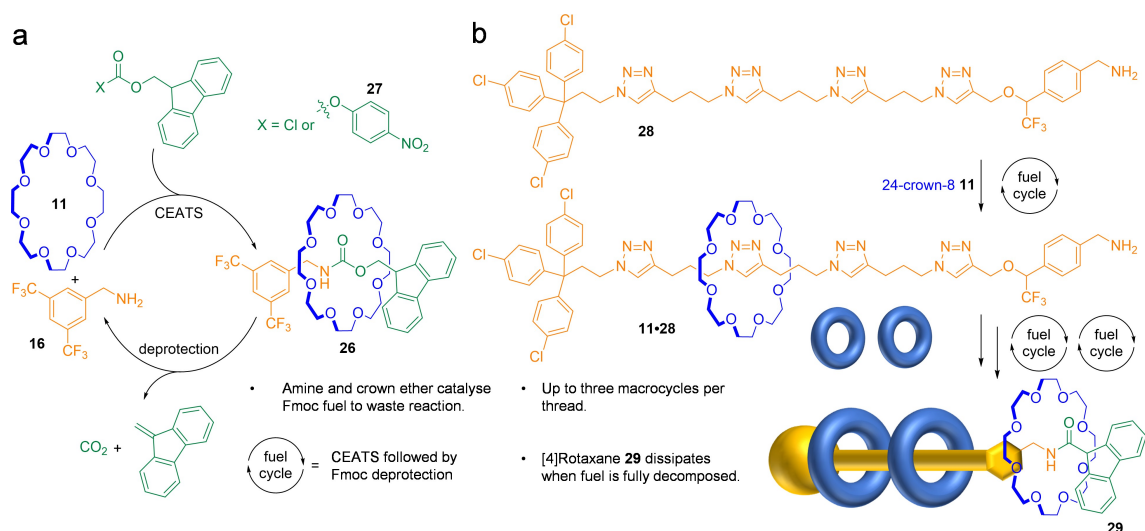 a
O
X
O
27
O
X = Cl or
NO₂
O
O
O
O
O
O
O
O
11
CEATS
+
F₃C
NH₂
CF₃
16
deprotection
CO₂ +
F₃C
CF₃
N
H
O
O
O
O
O
O
O
O
O
O
26
• Amine and crown ether catalyse
Fmoc fuel to waste reaction.
fuel
cycle
=
CEATS followed by
Fmoc deprotection
b
Cl
Cl
Cl
N=N
N
N=N
N
N=N
N
N=N
N
O
CF₃
NH₂
28
24-crown-8 11
fuel
cycle
Cl
Cl
Cl
N=N
N
N=N
N
N=N
N
N=N
N
O
O
O
O
O
O
O
O
O
CF₃
NH₂
11•28
fuel
cycle
fuel
cycle
• Up to three macrocycles per
thread.
• [4]Rotaxane 29 dissipates
when fuel is fully decomposed.
O
O
O
O
O
O
O
O
O
N
H
29